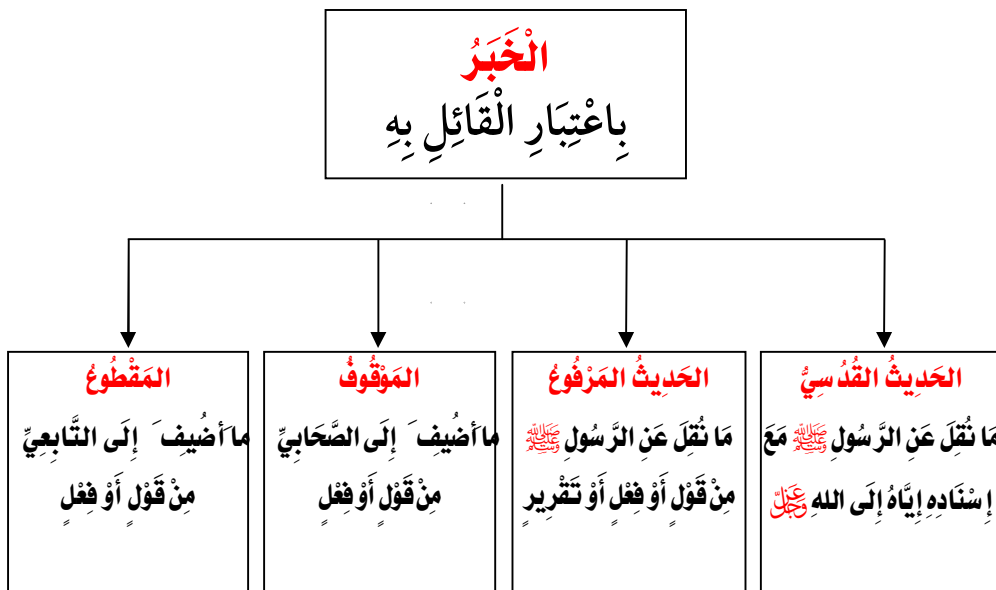 الْخَبَرُ
بِاعْتِبَارِ الْقَائِلِ بِهِ
الحَدِيثُ القُدُسِيُّ
مَا نُقِلَ عَنِ الرَّسُولِ ﷺ مَعَ
إِسْنَادِهِ إِيَّاهُ إِلَى اللهِ عَزَّ وَجَلَّ
الحَدِيثُ المَرْفُوعُ
مَا نُقِلَ عَنِ الرَّسُولِ ﷺ
مِنْ قَوْلٍ أَوْ فِعْلٍ أَوْ تَقْرِيرٍ
المَوْقُوفُ
ما أضُيِفَ إِلَى الصَّحَابِيِّ
مِنْ قَوْلٍ أَوْ فِعْلٍ
المَقْطُوعُ
ما أضُيِفَ إِلَى التَّابِعِيِّ
مِنْ قَوْلٍ أَوْ فِعْلٍ